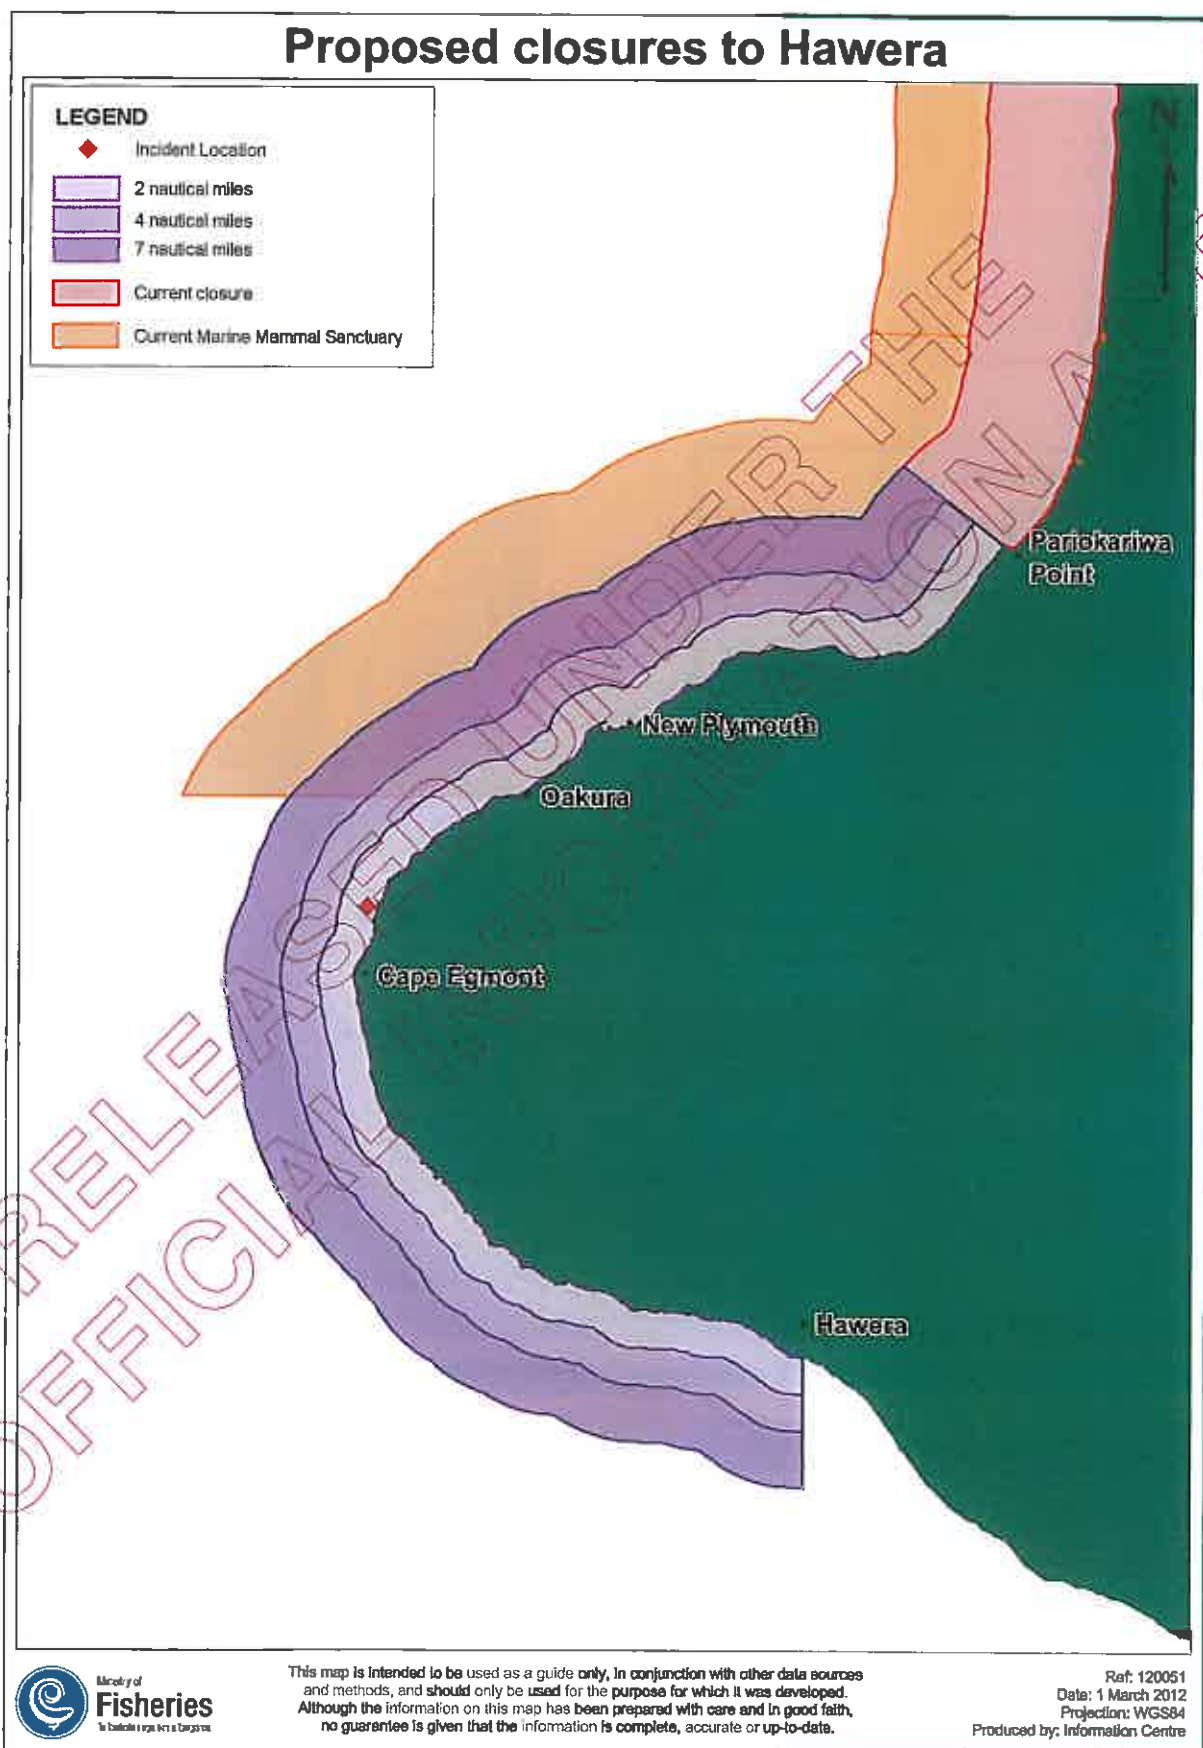 Proposed closures to Hawera
LEGEND
Incident Location
2 nautical miles
4 nautical miles
7 nautical miles
Current closure
Current Marine Mammal Sanctuary
N
RELEASED UNDER THE
OFFICIAL INFORMATION A
Pariokariwa
Point
New Plymouth
Oakura
Cape Egmont
Hawera
Ministry of
Fisheries
This map is intended to be used as a guide only, in conjunction with other data sources
and methods, and should only be used for the purpose for which it was developed.
Although the information on this map has been prepared with care and in good faith,
no guarantee is given that the information is complete, accurate or up-to-date.
Ref: 120051
Date: 1 March 2012
Projection: WGS84
Produced by: Information Centre